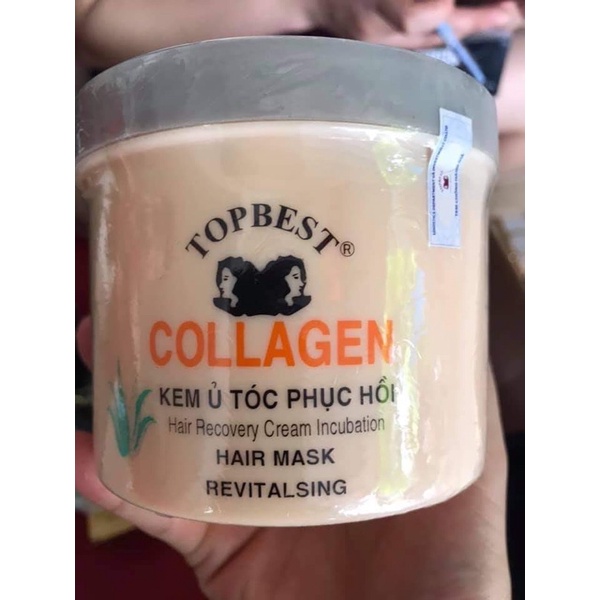 TOPBEST®
COLLAGEN
KEM Ủ TÓC PHỤC HỒI
Hair Recovery Cream Incubation
HAIR MASK
REVITALSING